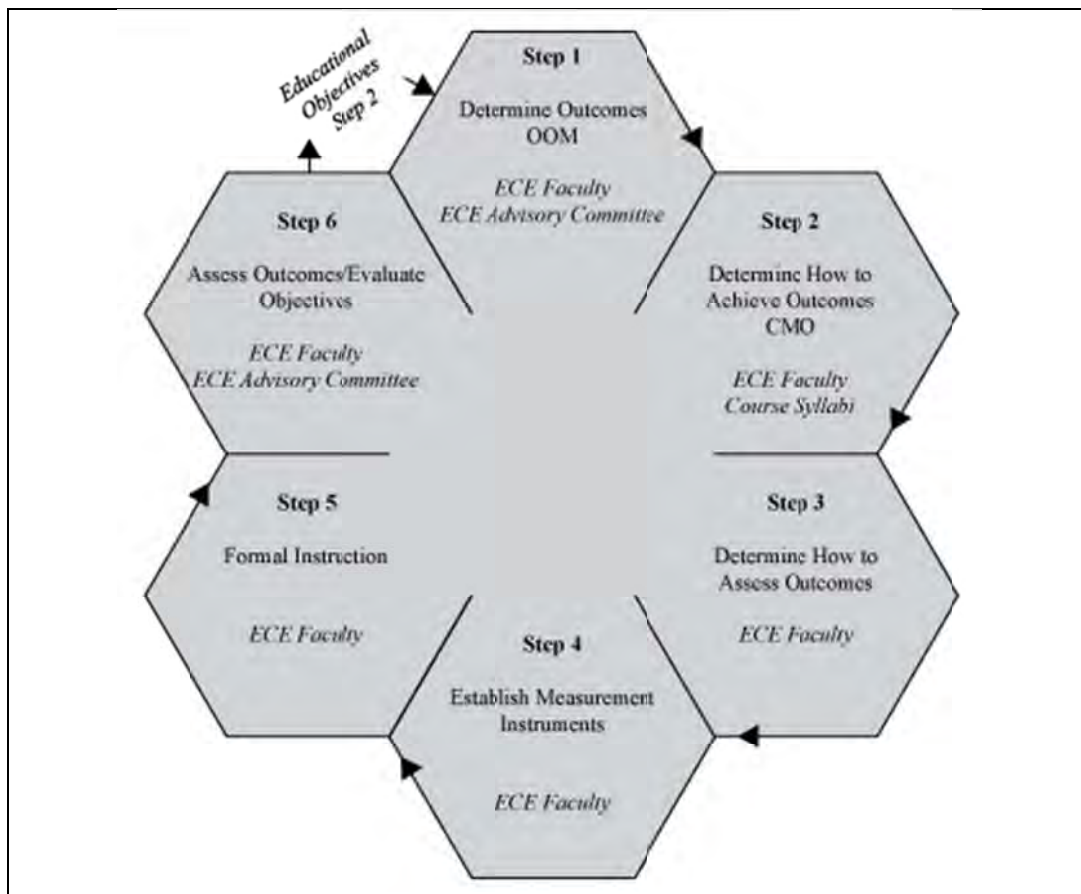 Educational
Objectives
Step 2
Step 1
Determine Outcomes
OOM
ECE Faculty
ECE Advisory Committee
Step 2
Determine How to
Achieve Outcomes
CMO
ECE Faculty
Course Syllabi
Step 3
Determine How to
Assess Outcomes
ECE Faculty
Step 4
Establish Measurement
Instruments
ECE Faculty
Step 5
Formal Instruction
ECE Faculty
Step 6
Assess Outcomes/Evaluate
Objectives
ECE Faculty
ECE Advisory Committee